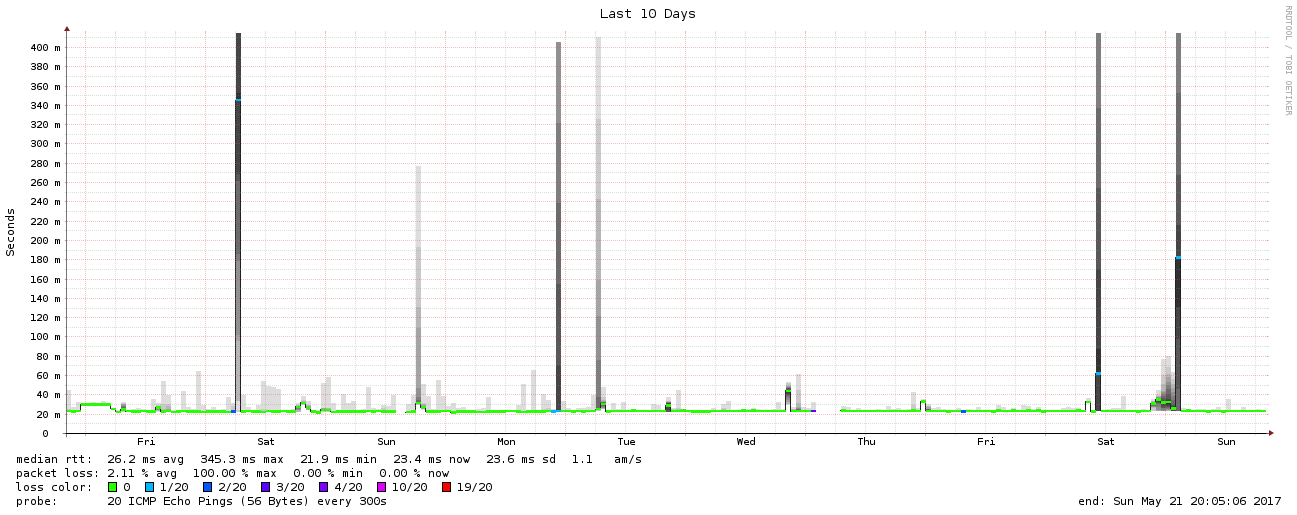 Last 10 Days
RRDTOOL / TOBI OETIKER
Seconds
400 m
380 m
360 m
340 m
320 m
300 m
280 m
260 m
240 m
220 m
200 m
180 m
160 m
140 m
120 m
100 m
80 m
60 m
40 m
20 m
0
Fri Sat Sun Mon Tue Wed Thu Fri Sat Sun
median rtt: 26.2 ms avg 345.3 ms max 21.9 ms min 23.4 ms now 23.6 ms sd 1.1 am/s
packet loss: 2.11 % avg 100.00 % max 0.00 % min 0.00 % now
loss color: 0 1/20 2/20 3/20 4/20 10/20 19/20
probe: 20 ICMP Echo Pings (56 Bytes) every 300s end: Sun May 21 20:05:06 2017